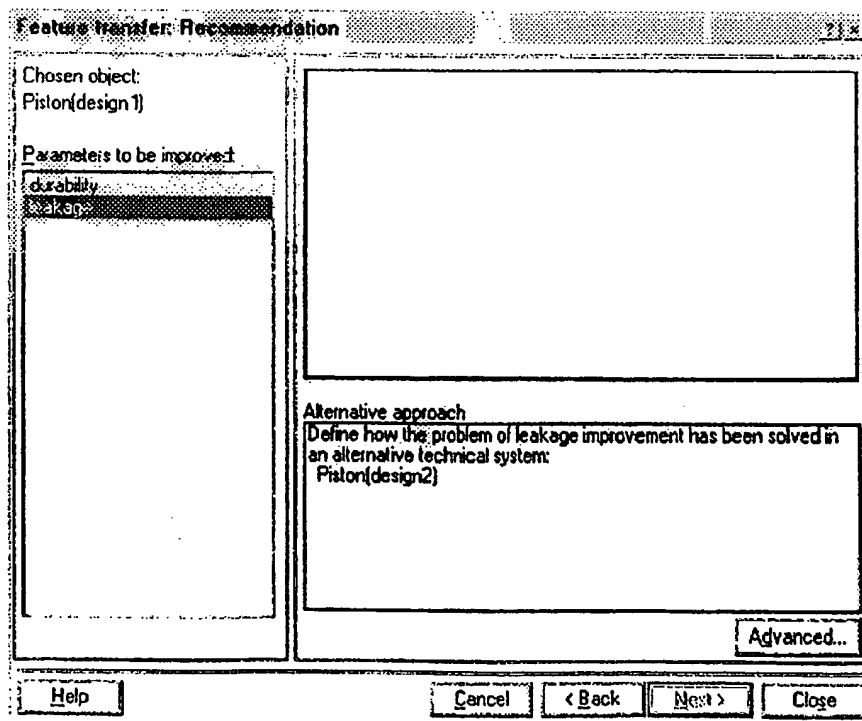 Feature transfer: Recommendation
Chosen object:
Piston(design1)
Parameters to be improved:
durability
leakage
Alternative approach
Define how the problem of leakage improvement has been solved in
an alternative technical system:
Piston(design2)
Advanced...
Help
Cancel
< Back
Next >
Close